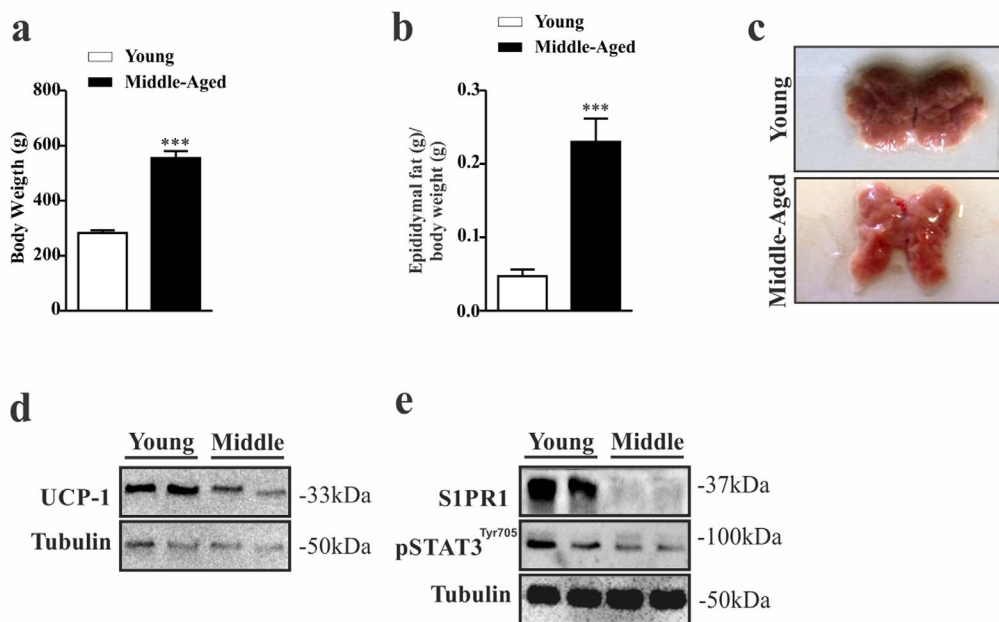 a
Young
Middle-Aged
Body Weigth (g)
800
600
400
200
0
***
b
Young
Middle-Aged
Epididymal fat (g)/
body weight (g)
0.3
0.2
0.1
0.0
***
c
Young
Middle-Aged
d
Young Middle
UCP-1 -33kDa
Tubulin -50kDa
e
Young Middle
S1PR1 -37kDa
pSTAT3Tyr705 -100kDa
Tubulin -50kDa